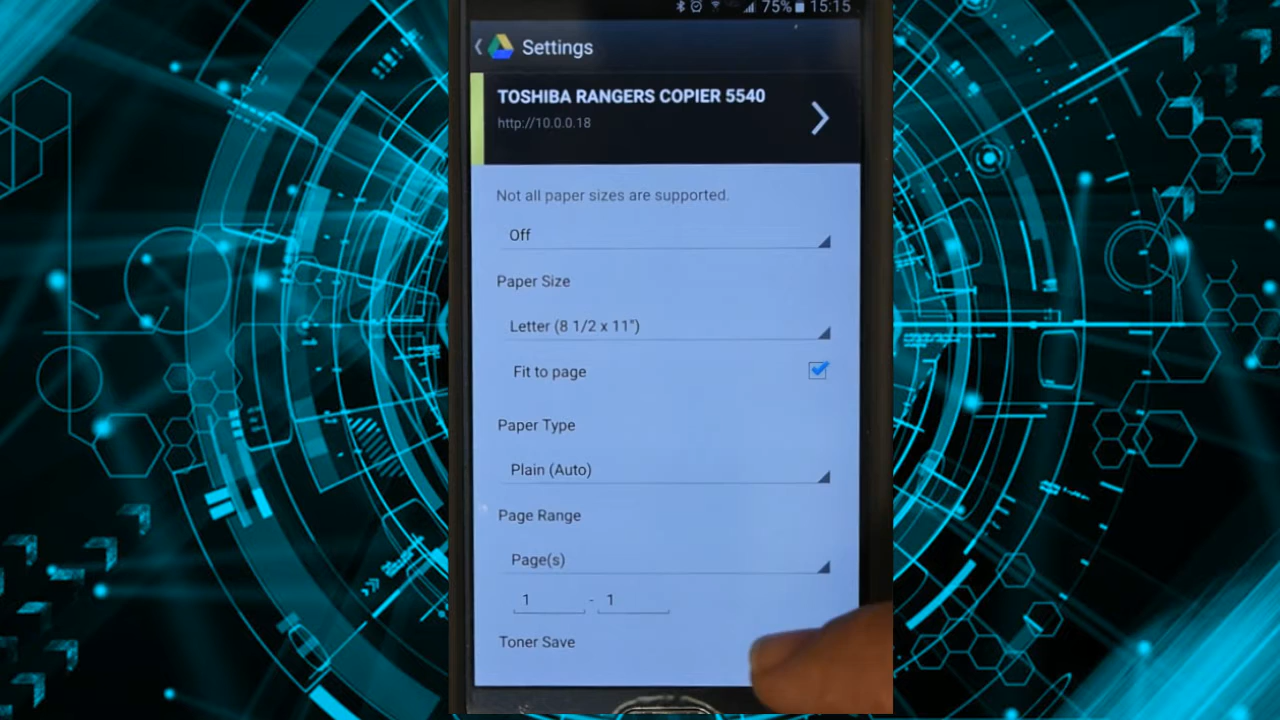 75% 15:15
Settings
TOSHIBA RANGERS COPIER 5540
http://10.0.0.18
Not all paper sizes are supported.
Off
Paper Size
Letter (8 1/2 x 11")
Fit to page
Paper Type
Plain (Auto)
Page Range
Page(s)
1 - 1
Toner Save